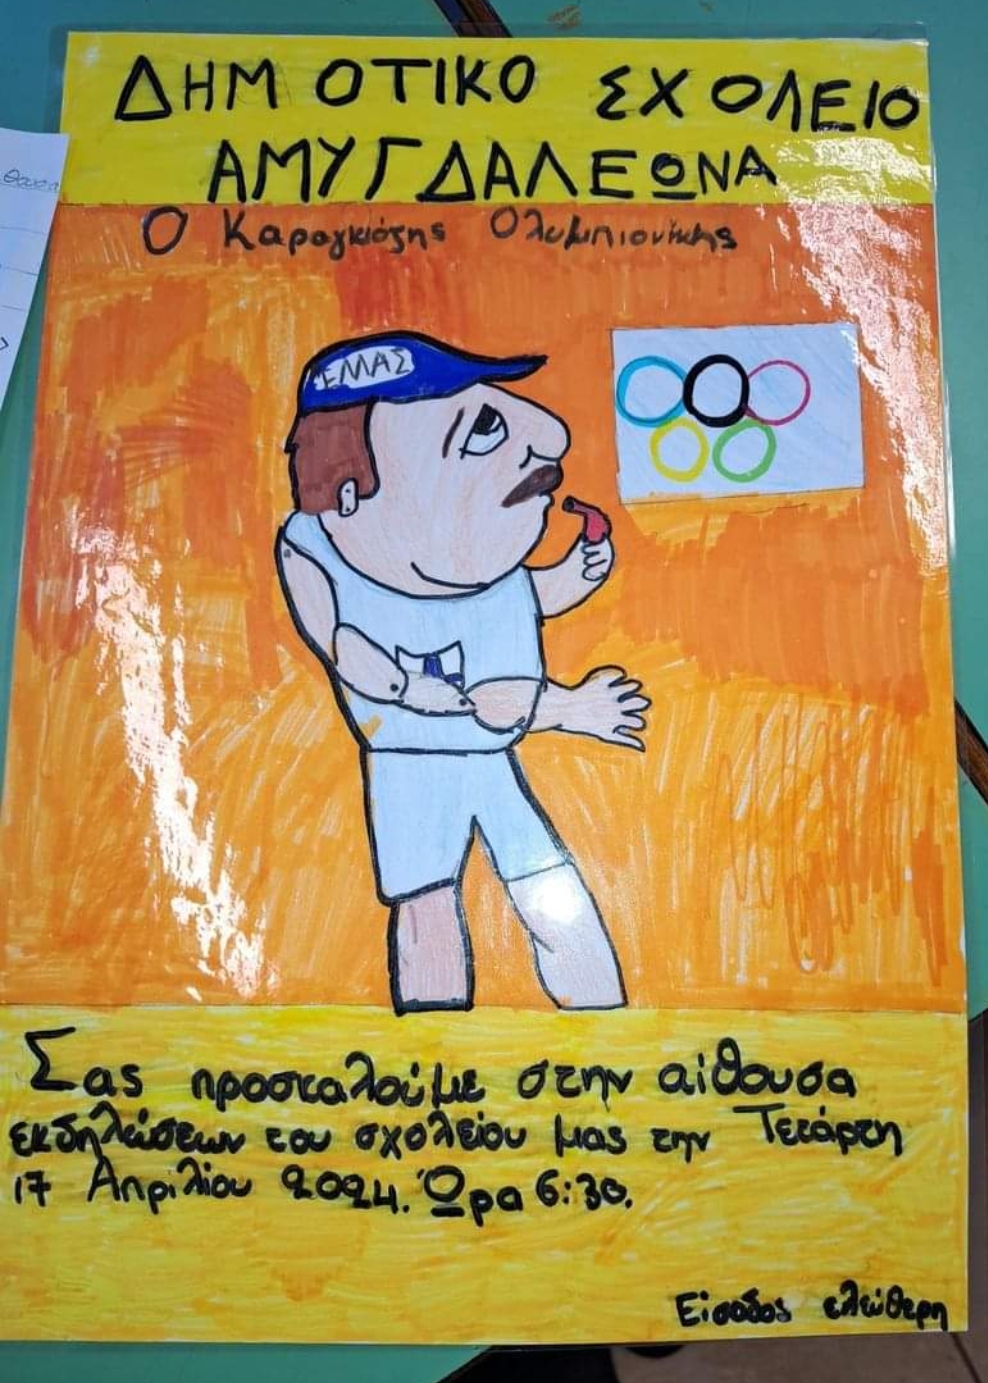 ΔΗΜΟΤΙΚΟ ΣΧΟΛΕΙΟ
ΑΜΥΓΔΑΛΕΩΝΑ
Ο Καραγκιόζης Ολυμπιονίκης
ΕΛΛΑΣ
Σας προσκαλούμε στην αίθουσα
εκδηλώσεων του σχολείου μας την Τετάρτη
17 Απριλίου 2024. Ώρα 6:30.
Είσοδος ελεύθερη